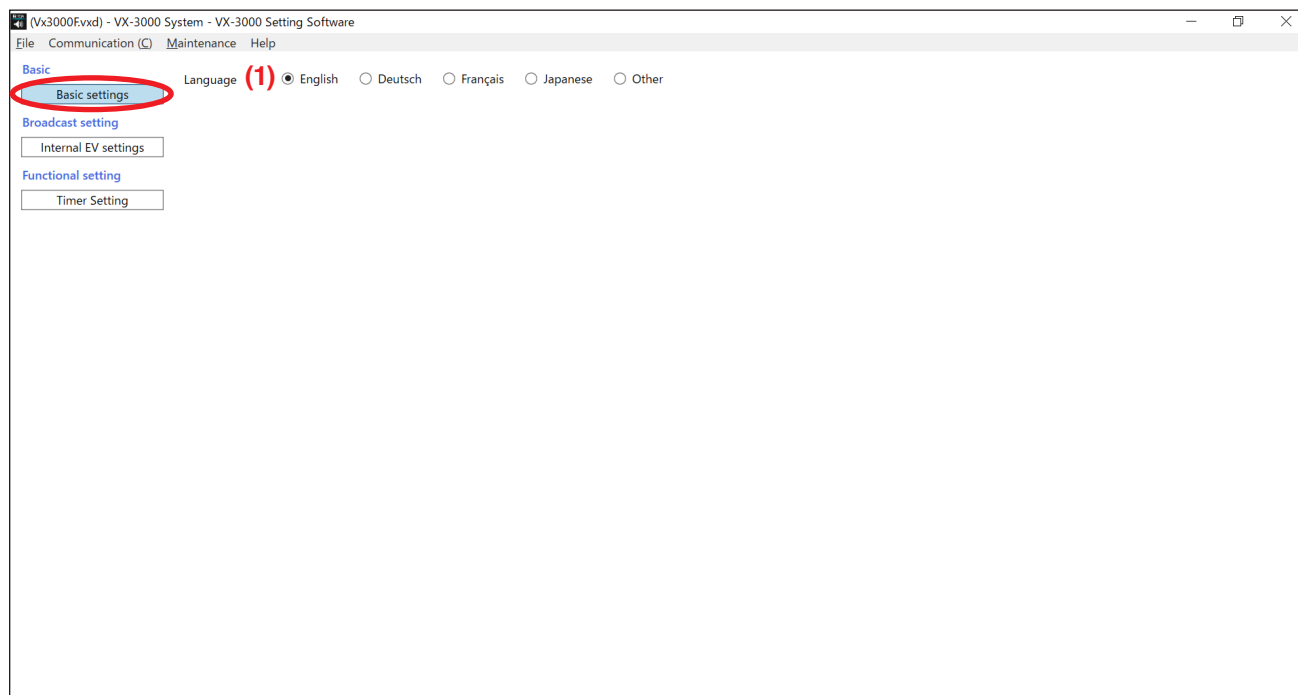 (Vx3000F.vxd) - VX-3000 System - VX-3000 Setting Software
File Communication (C) Maintenance Help
Basic
Language (1) English Deutsch Français Japanese Other
Basic settings
Broadcast setting
Internal EV settings
Functional setting
Timer Setting